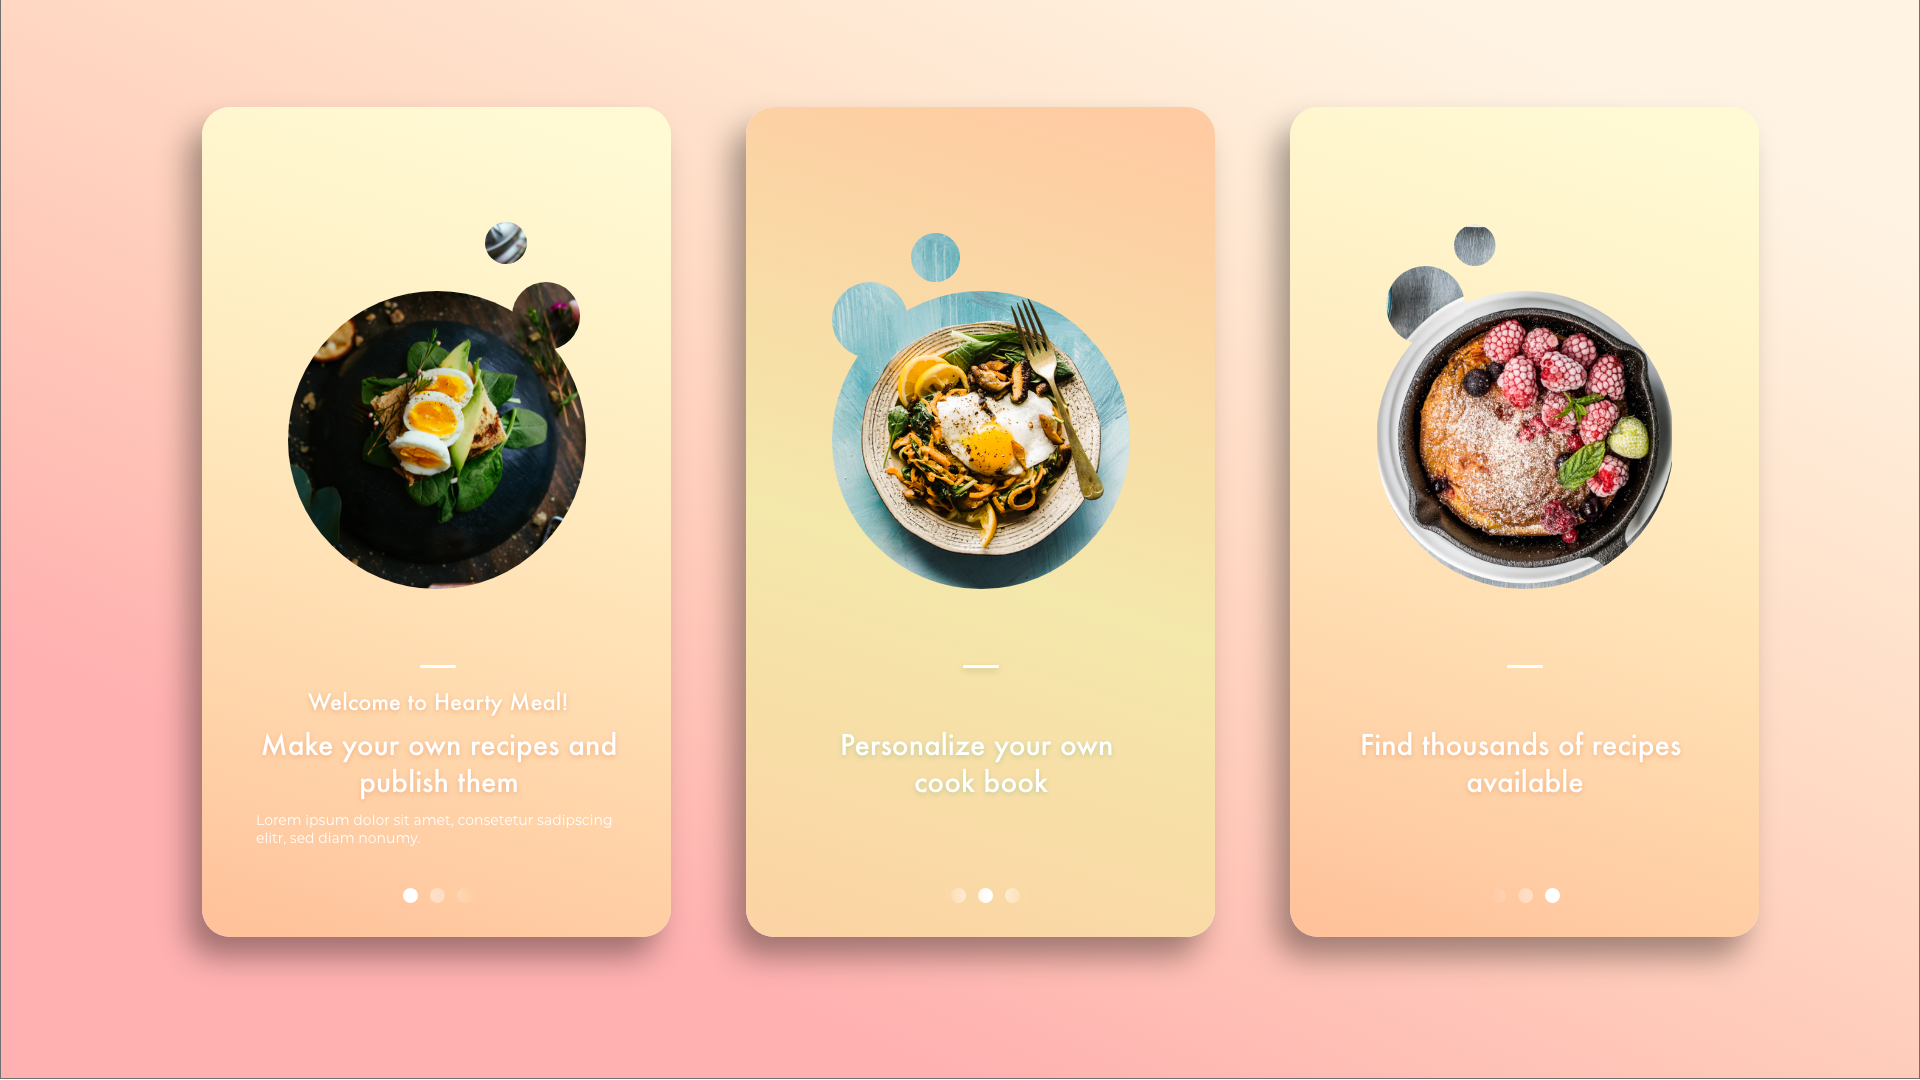 Welcome to Hearty Meal!
Make your own recipes and
publish them
Lorem ipsum dolor sit amet, consetetur sadipscing
elitr, sed diam nonumy.
Personalize your own
cook book
Find thousands of recipes
available